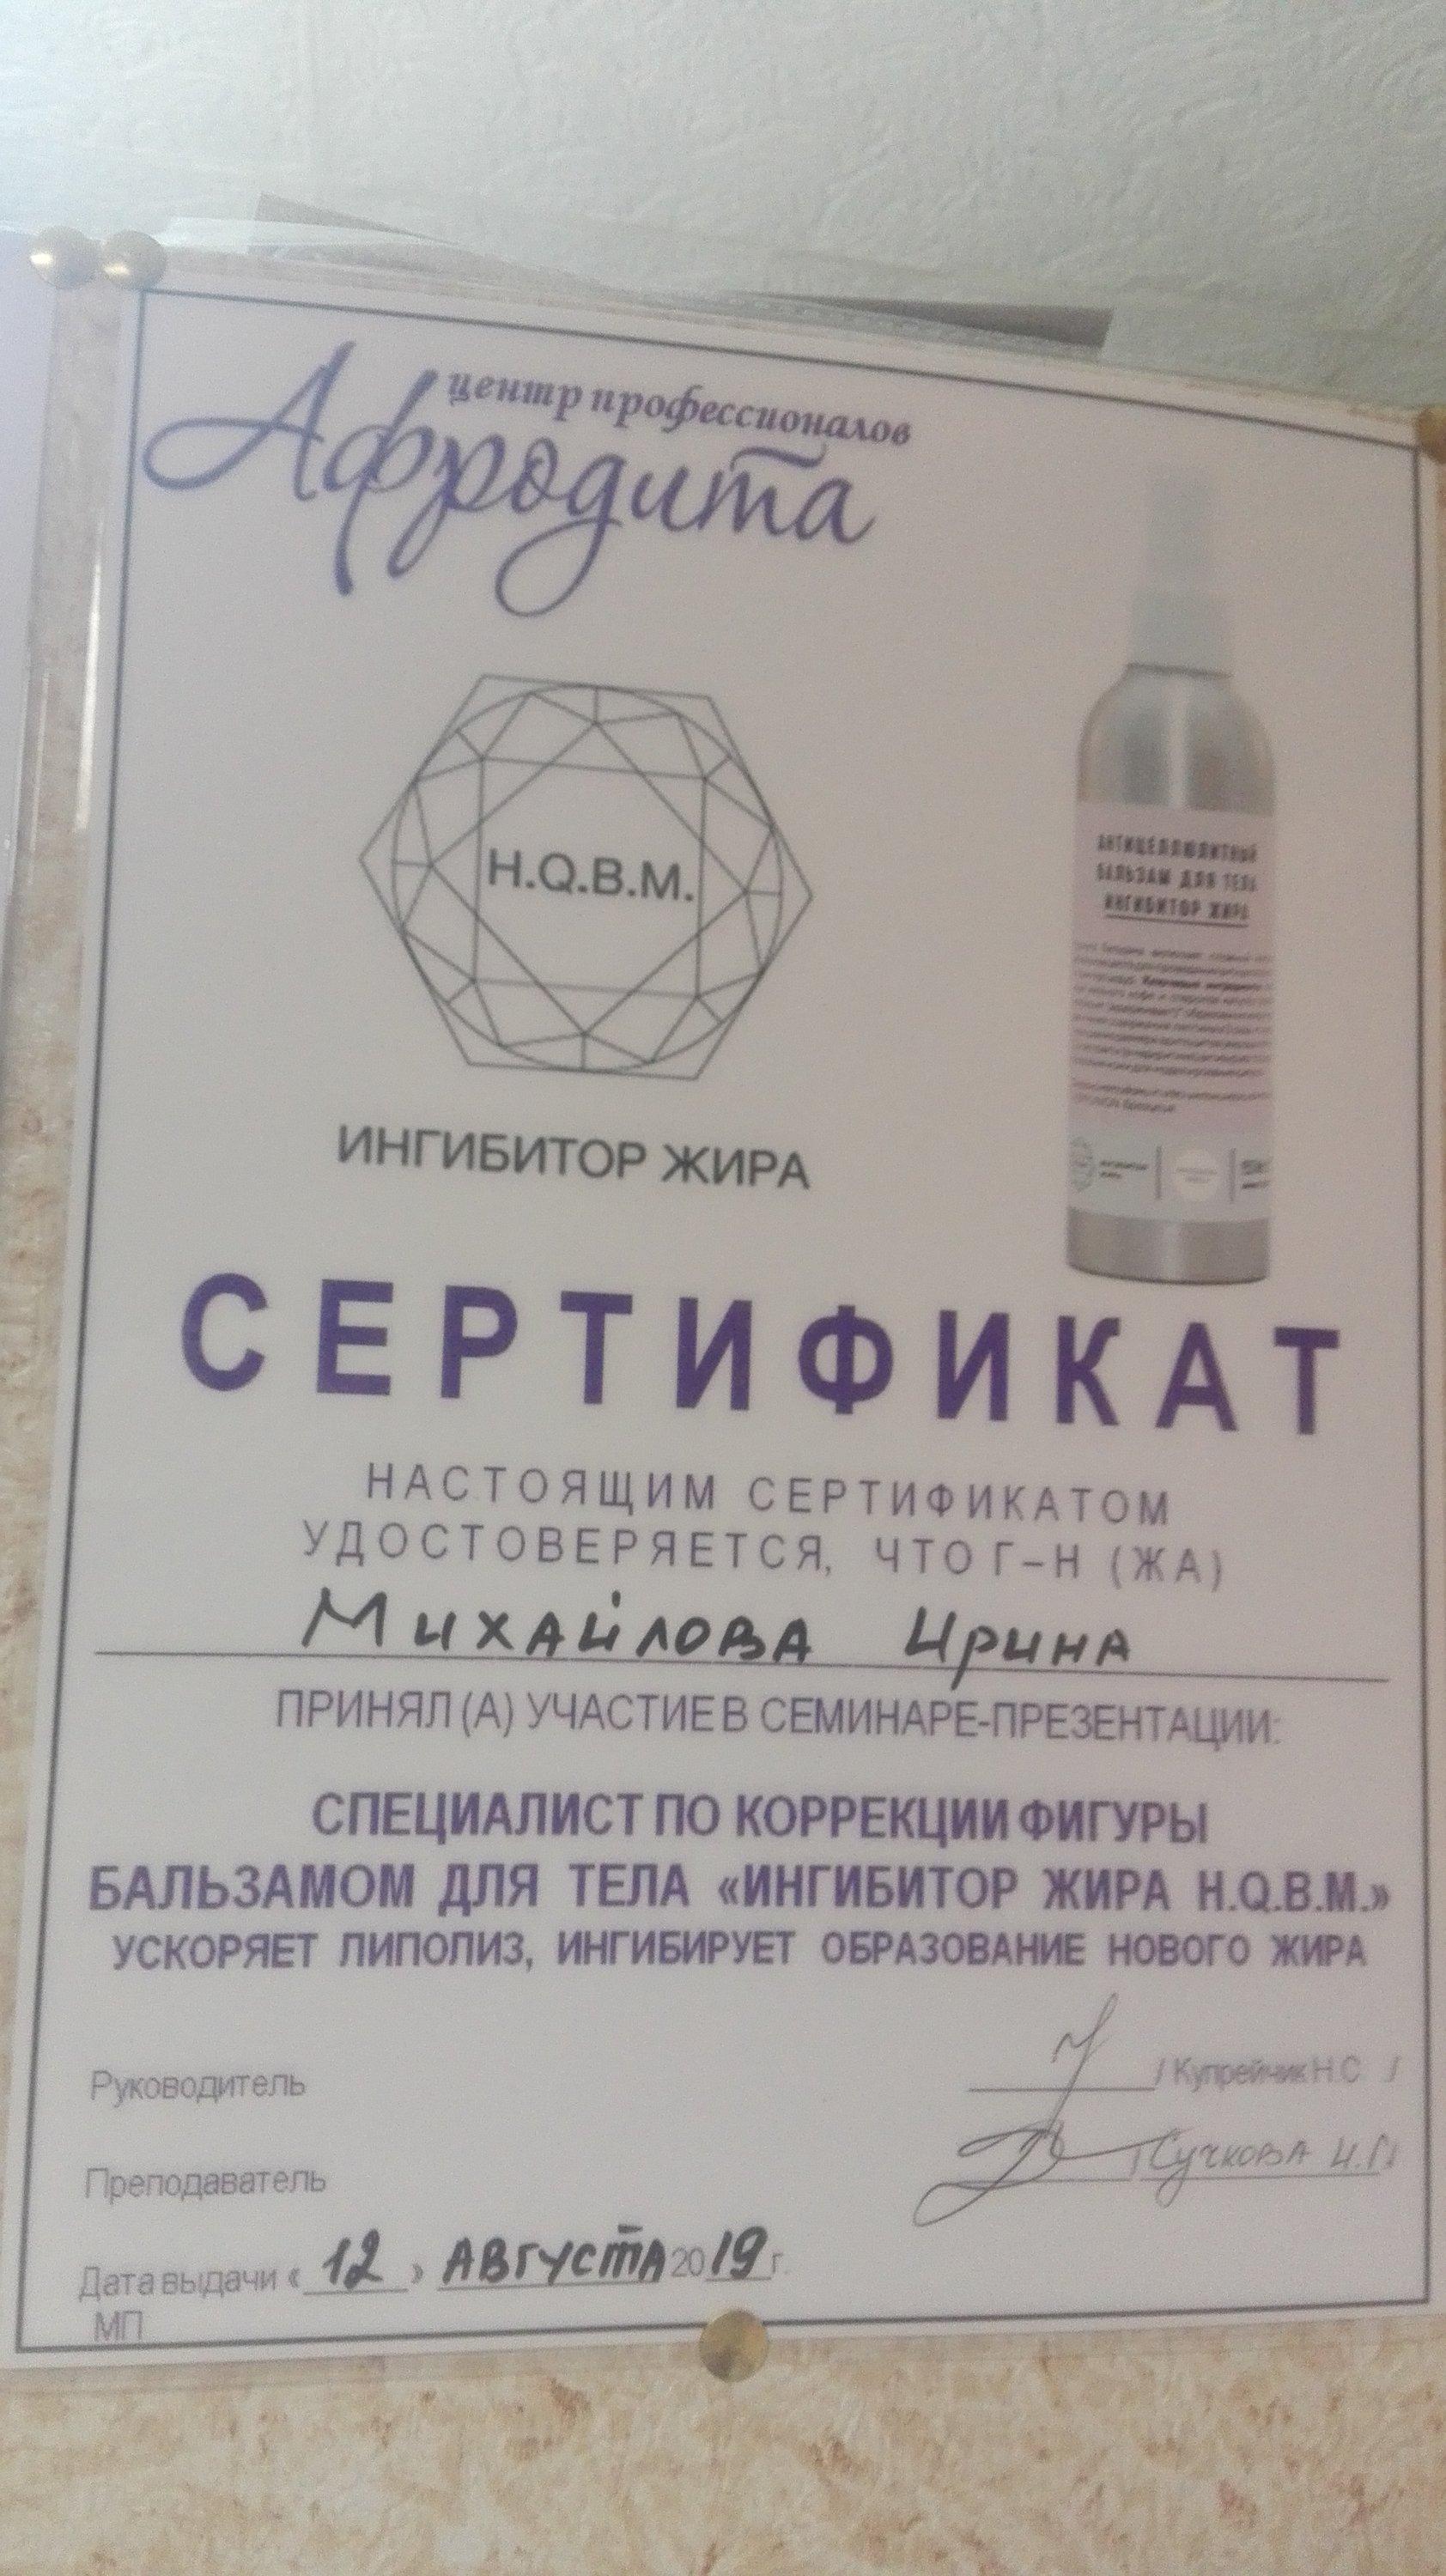 центр профессионалов
Афродита
H.Q.B.M.
ИНГИБИТОР ЖИРА
АНТИЦЕЛЛЮЛИТНЫЙ
БАЛЬЗАМ ДЛЯ ТЕЛА
ИНГИБИТОР ЖИРА
СЕРТИФИКАТ
НАСТОЯЩИМ СЕРТИФИКАТОМ
УДОСТОВЕРЯЕТСЯ, ЧТО Г-Н (ЖА)
Михайлова Ирина
ПРИНЯЛ(А) УЧАСТИЕ В СЕМИНАРЕ-ПРЕЗЕНТАЦИИ:
СПЕЦИАЛИСТ ПО КОРРЕКЦИИ ФИГУРЫ
БАЛЬЗАМОМ ДЛЯ ТЕЛА «ИНГИБИТОР ЖИРА H.Q.B.M.»
УСКОРЯЕТ ЛИПОЛИЗ, ИНГИБИРУЕТ ОБРАЗОВАНИЕ НОВОГО ЖИРА
Руководитель / Купрейчик Н.С /
Преподаватель / Сучкова И.П /
Дата выдачи « 12 » АВГУСТА 2019 г.
МП